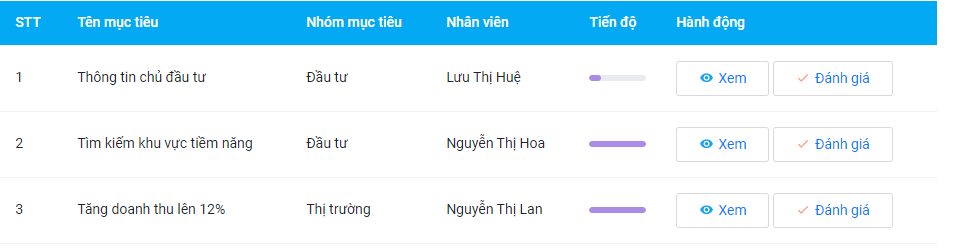 STT Tên mục tiêu Nhóm mục tiêu Nhân viên Tiến độ Hành động
1 Thông tin chủ đầu tư Đầu tư Lưu Thị Huệ Xem Đánh giá
2 Tìm kiếm khu vực tiềm năng Đầu tư Nguyễn Thị Hoa Xem Đánh giá
3 Tăng doanh thu lên 12% Thị trường Nguyễn Thị Lan Xem Đánh giá